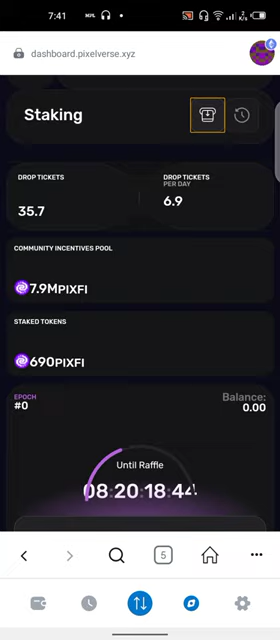 7:41
dashboard.pixelverse.xyz
Staking
DROP TICKETS
35.7
DROP TICKETS
PER DAY
6.9
COMMUNITY INCENTIVES POOL
7.9MPIXFI
STAKED TOKENS
690PIXFI
EPOCH
#0
Balance:
0.00
Until Raffle
08:20:18:44
5